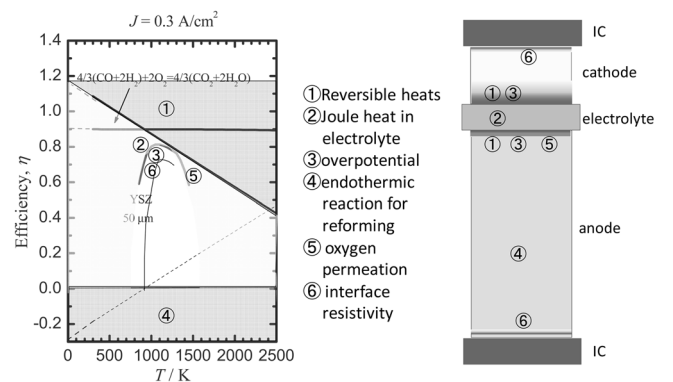 J = 0.3 A/cm²
1.4
1.2
1.0
0.8
0.6
0.4
0.2
0.0
-0.2
Efficiency, η
4/3(CO+2H₂)+2O₂=4/3(CO₂+2H₂O)
①
②
③
⑥
⑤
YSZ
50 μm
④
0 500 1000 1500 2000 2500
T / K
①Reversible heats
②Joule heat in
electrolyte
③overpotential
④endothermic
reaction for
reforming
⑤ oxygen
permeation
⑥ interface
resistivity
IC
⑥
cathode
① ③
② electrolyte
① ③ ⑤
anode
④
⑥
IC